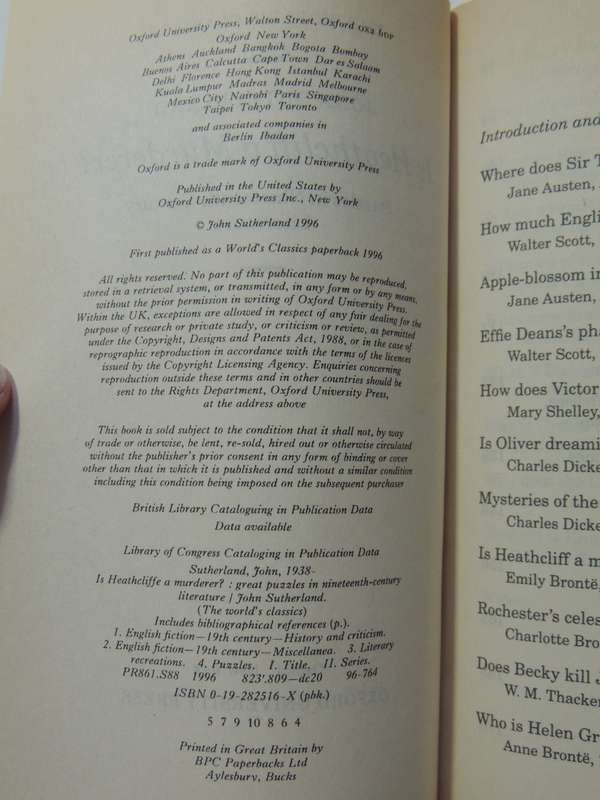 Oxford University Press, Walton Street, Oxford OX2 6DP
Oxford New York
Athens Auckland Bangkok Bogota Bombay
Buenos Aires Calcutta Cape Town Dar es Salaam
Delhi Florence Hong Kong Istanbul Karachi
Kuala Lumpur Madras Madrid Melbourne
Mexico City Nairobi Paris Singapore
Taipei Tokyo Toronto
and associated companies in
Berlin Ibadan
Oxford is a trade mark of Oxford University Press
Published in the United States by
Oxford University Press Inc., New York
© John Sutherland 1996
First published as a World's Classics paperback 1996
All rights reserved. No part of this publication may be reproduced,
stored in a retrieval system, or transmitted, in any form or by any means,
without the prior permission in writing of Oxford University Press.
Within the UK, exceptions are allowed in respect of any fair dealing for the
purpose of research or private study, or criticism or review, as permitted
under the Copyright, Designs and Patents Act, 1988, or in the case of
reprographic reproduction in accordance with the terms of the licences
issued by the Copyright Licensing Agency. Enquiries concerning
reproduction outside these terms and in other countries should be
sent to the Rights Department, Oxford University Press,
at the address above
This book is sold subject to the condition that it shall not, by way
of trade or otherwise, be lent, re-sold, hired out or otherwise circulated
without the publisher's prior consent in any form of binding or cover
other than that in which it is published and without a similar condition
including this condition being imposed on the subsequent purchaser
British Library Cataloguing in Publication Data
Data available
Library of Congress Cataloging in Publication Data
Sutherland, John, 1938-
Is Heathcliffe a murderer? : great puzzles in nineteenth-century
literature / John Sutherland.
(The world's classics)
Includes bibliographical references (p.).
1. English fiction—19th century—History and criticism.
2. English fiction—19th century—Miscellanea. 3. Literary
recreations. 4. Puzzles. I. Title. II. Series.
PR861.S88 1996 823'.809—dc20 96-764
ISBN 0-19-282516-X (pbk.)
5 7 9 10 8 6 4
Printed in Great Britain by
BPC Paperbacks Ltd
Aylesbury, Bucks
Introduction and
Where does Sir T
Jane Austen,
How much Engli
Walter Scott,
Apple-blossom in
Jane Austen,
Effie Deans's pha
Walter Scott,
How does Victor
Mary Shelley,
Is Oliver dreami
Charles Dicke
Mysteries of the
Charles Dicke
Is Heathcliff a m
Emily Brontë,
Rochester's celes
Charlotte Bro
Does Becky kill J
W. M. Thacker
Who is Helen Gr
Anne Brontë,